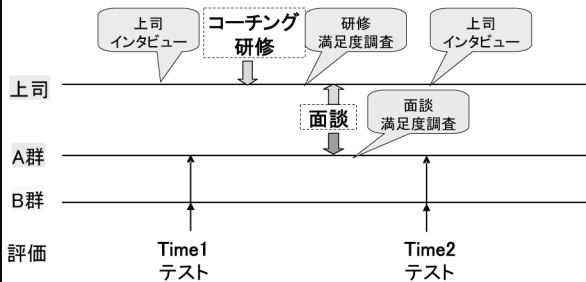 上司
インタビュー
コーチング
研修
研修
満足度調査
上司
インタビュー
上司
面談
面談
満足度調査
A群
B群
評価
Time1
テスト
Time2
テスト